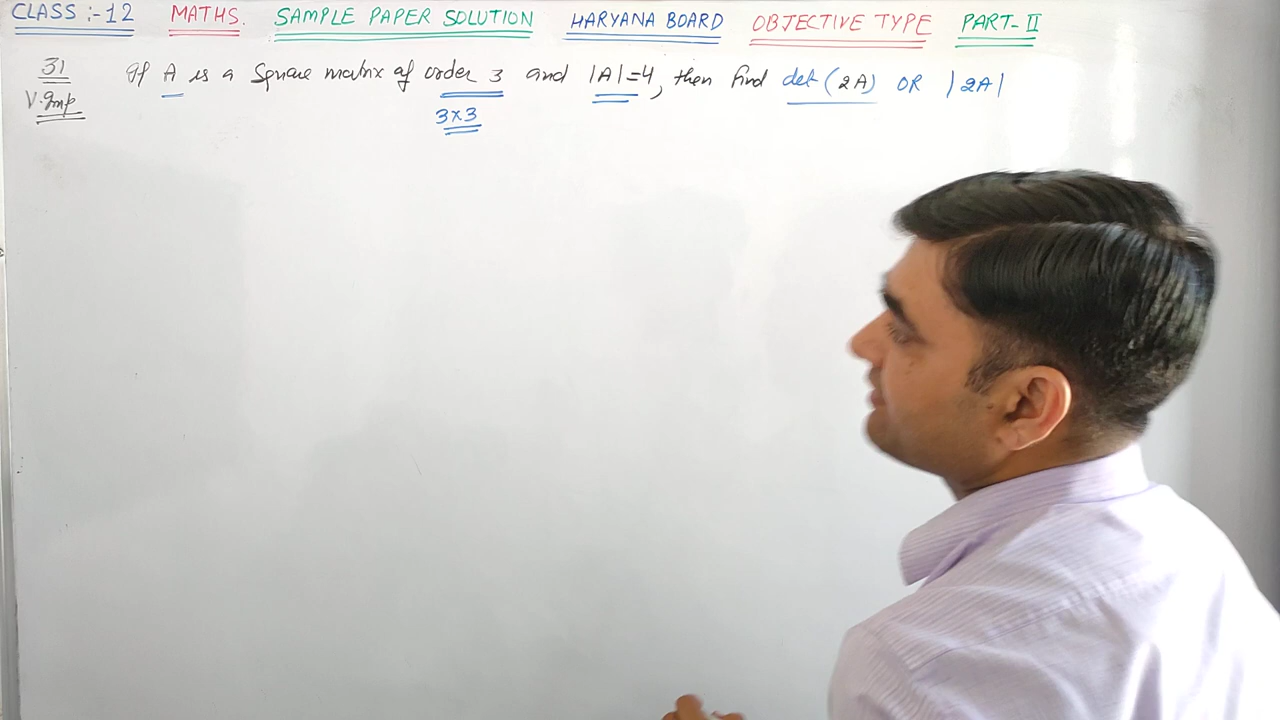 CLASS :- 12 MATHS. SAMPLE PAPER SOLUTION HARYANA BOARD OBJECTIVE TYPE PART-II
31 If A is a Square matrix of order 3 and |A|=4, then find det (2A) OR |2A|
V.Imp
3×3